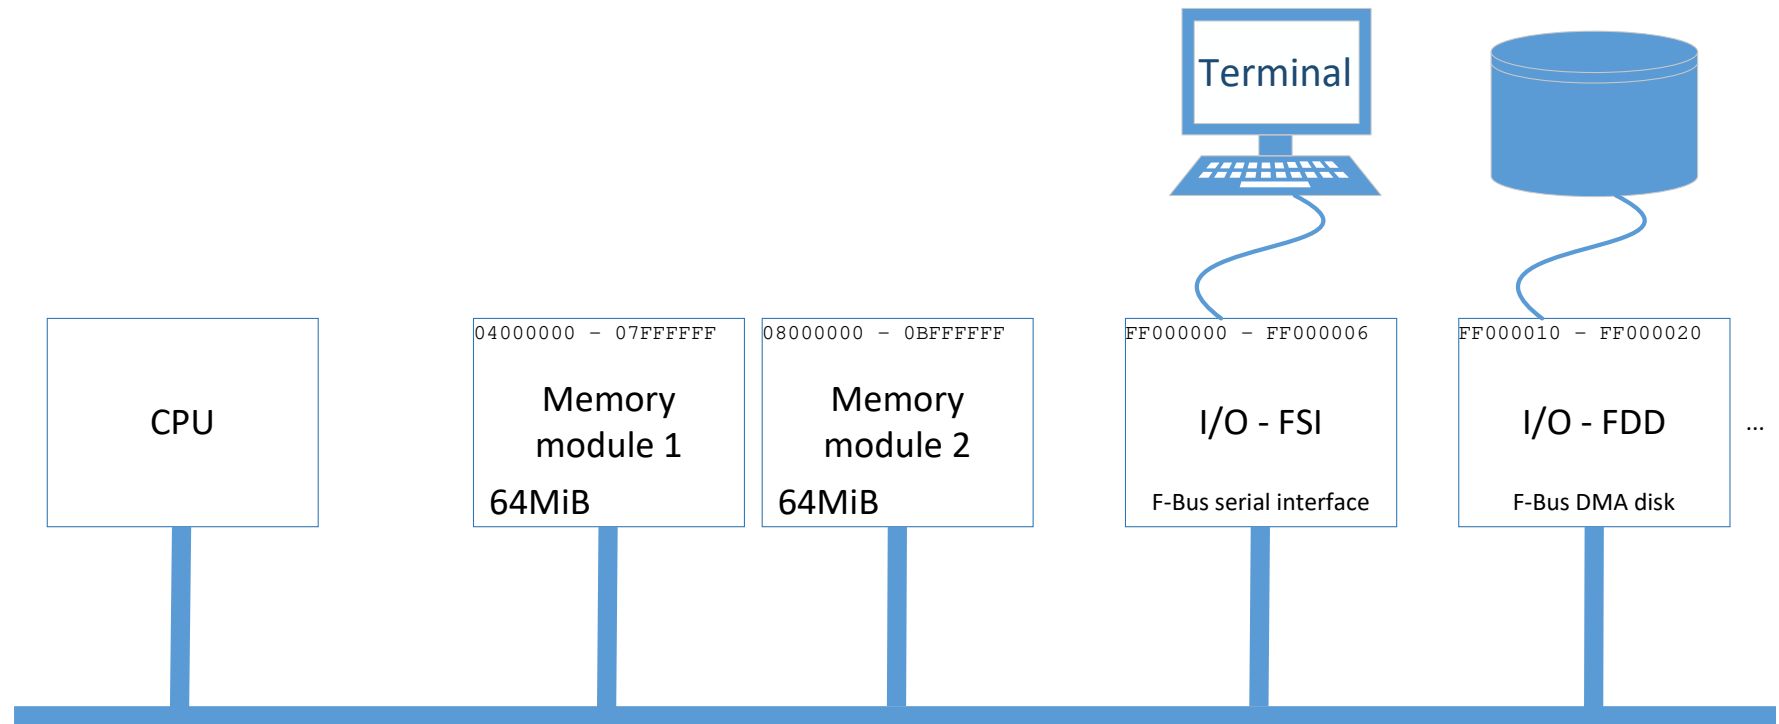 Terminal
CPU
04000000 – 07FFFFFF
Memory
module 1
64MiB
08000000 – 0BFFFFFF
Memory
module 2
64MiB
FF000000 – FF000006
I/O - FSI
F-Bus serial interface
FF000010 – FF000020
I/O - FDD
F-Bus DMA disk
...